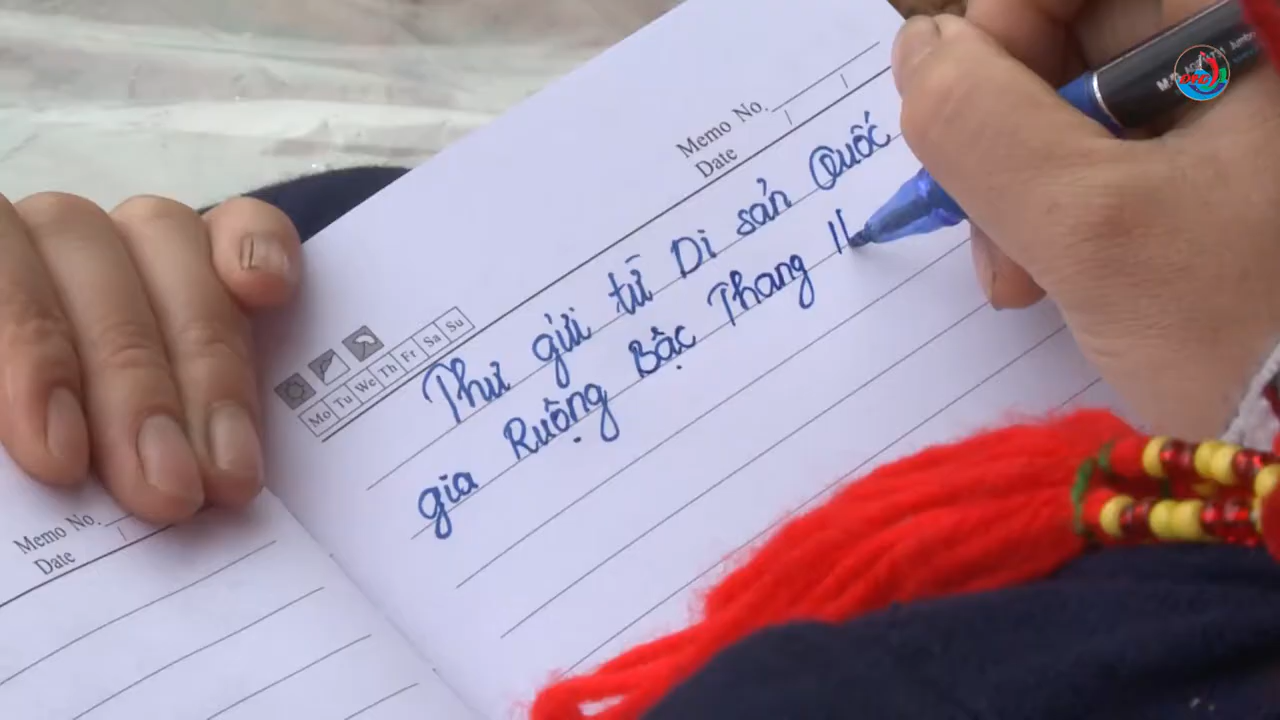 Memo No.
Date
Mo Tu We Th Fr Sa Su
Thư gửi từ Di sản Quốc
gia Ruộng Bậc Thang !!
Memo No.
Date